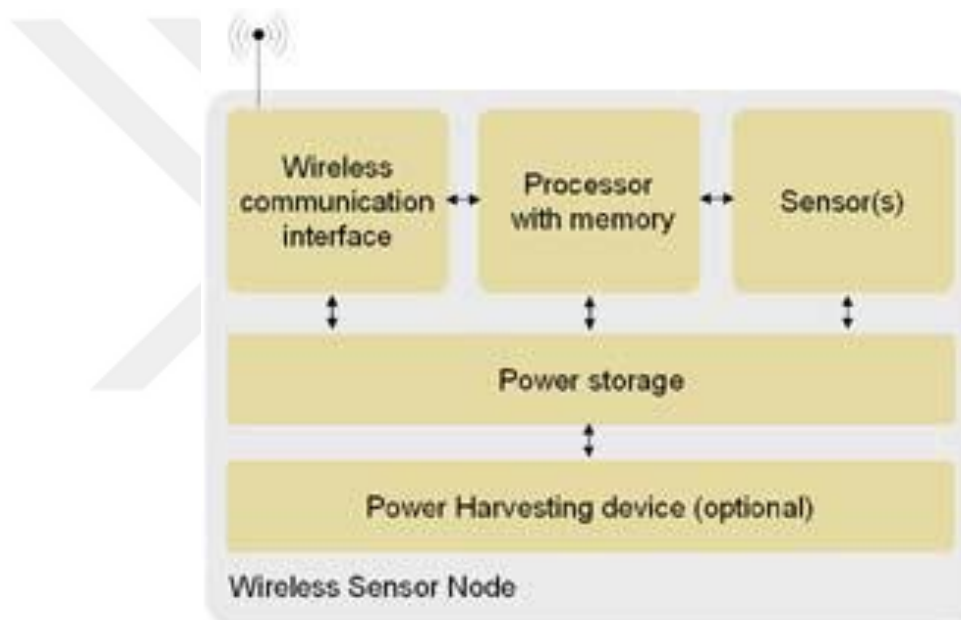 Wireless
communication
interface
Processor
with memory
Sensor(s)
Power storage
Power Harvesting device (optional)
Wireless Sensor Node